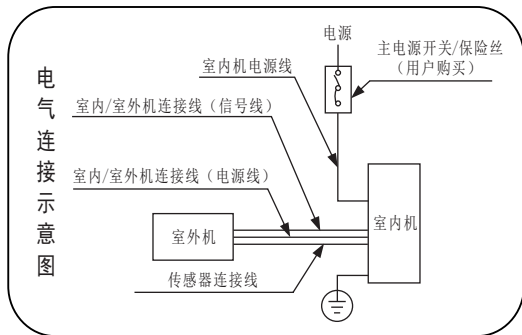 电气连接示意图
电源
主电源开关/保险丝
（用户购买）
室内机电源线
室内/室外机连接线（信号线）
室内/室外机连接线（电源线）
室外机
室内机
传感器连接线